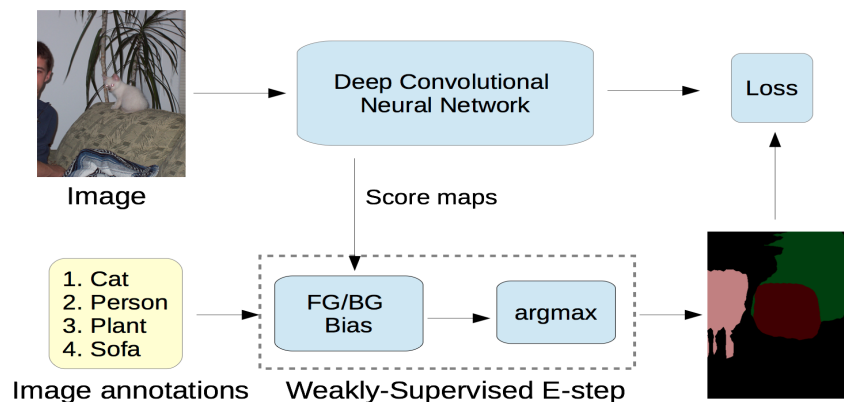 Deep Convolutional
Neural Network
Loss
Image
Score maps
1. Cat
2. Person
3. Plant
4. Sofa
FG/BG
Bias
argmax
Image annotations
Weakly-Supervised E-step